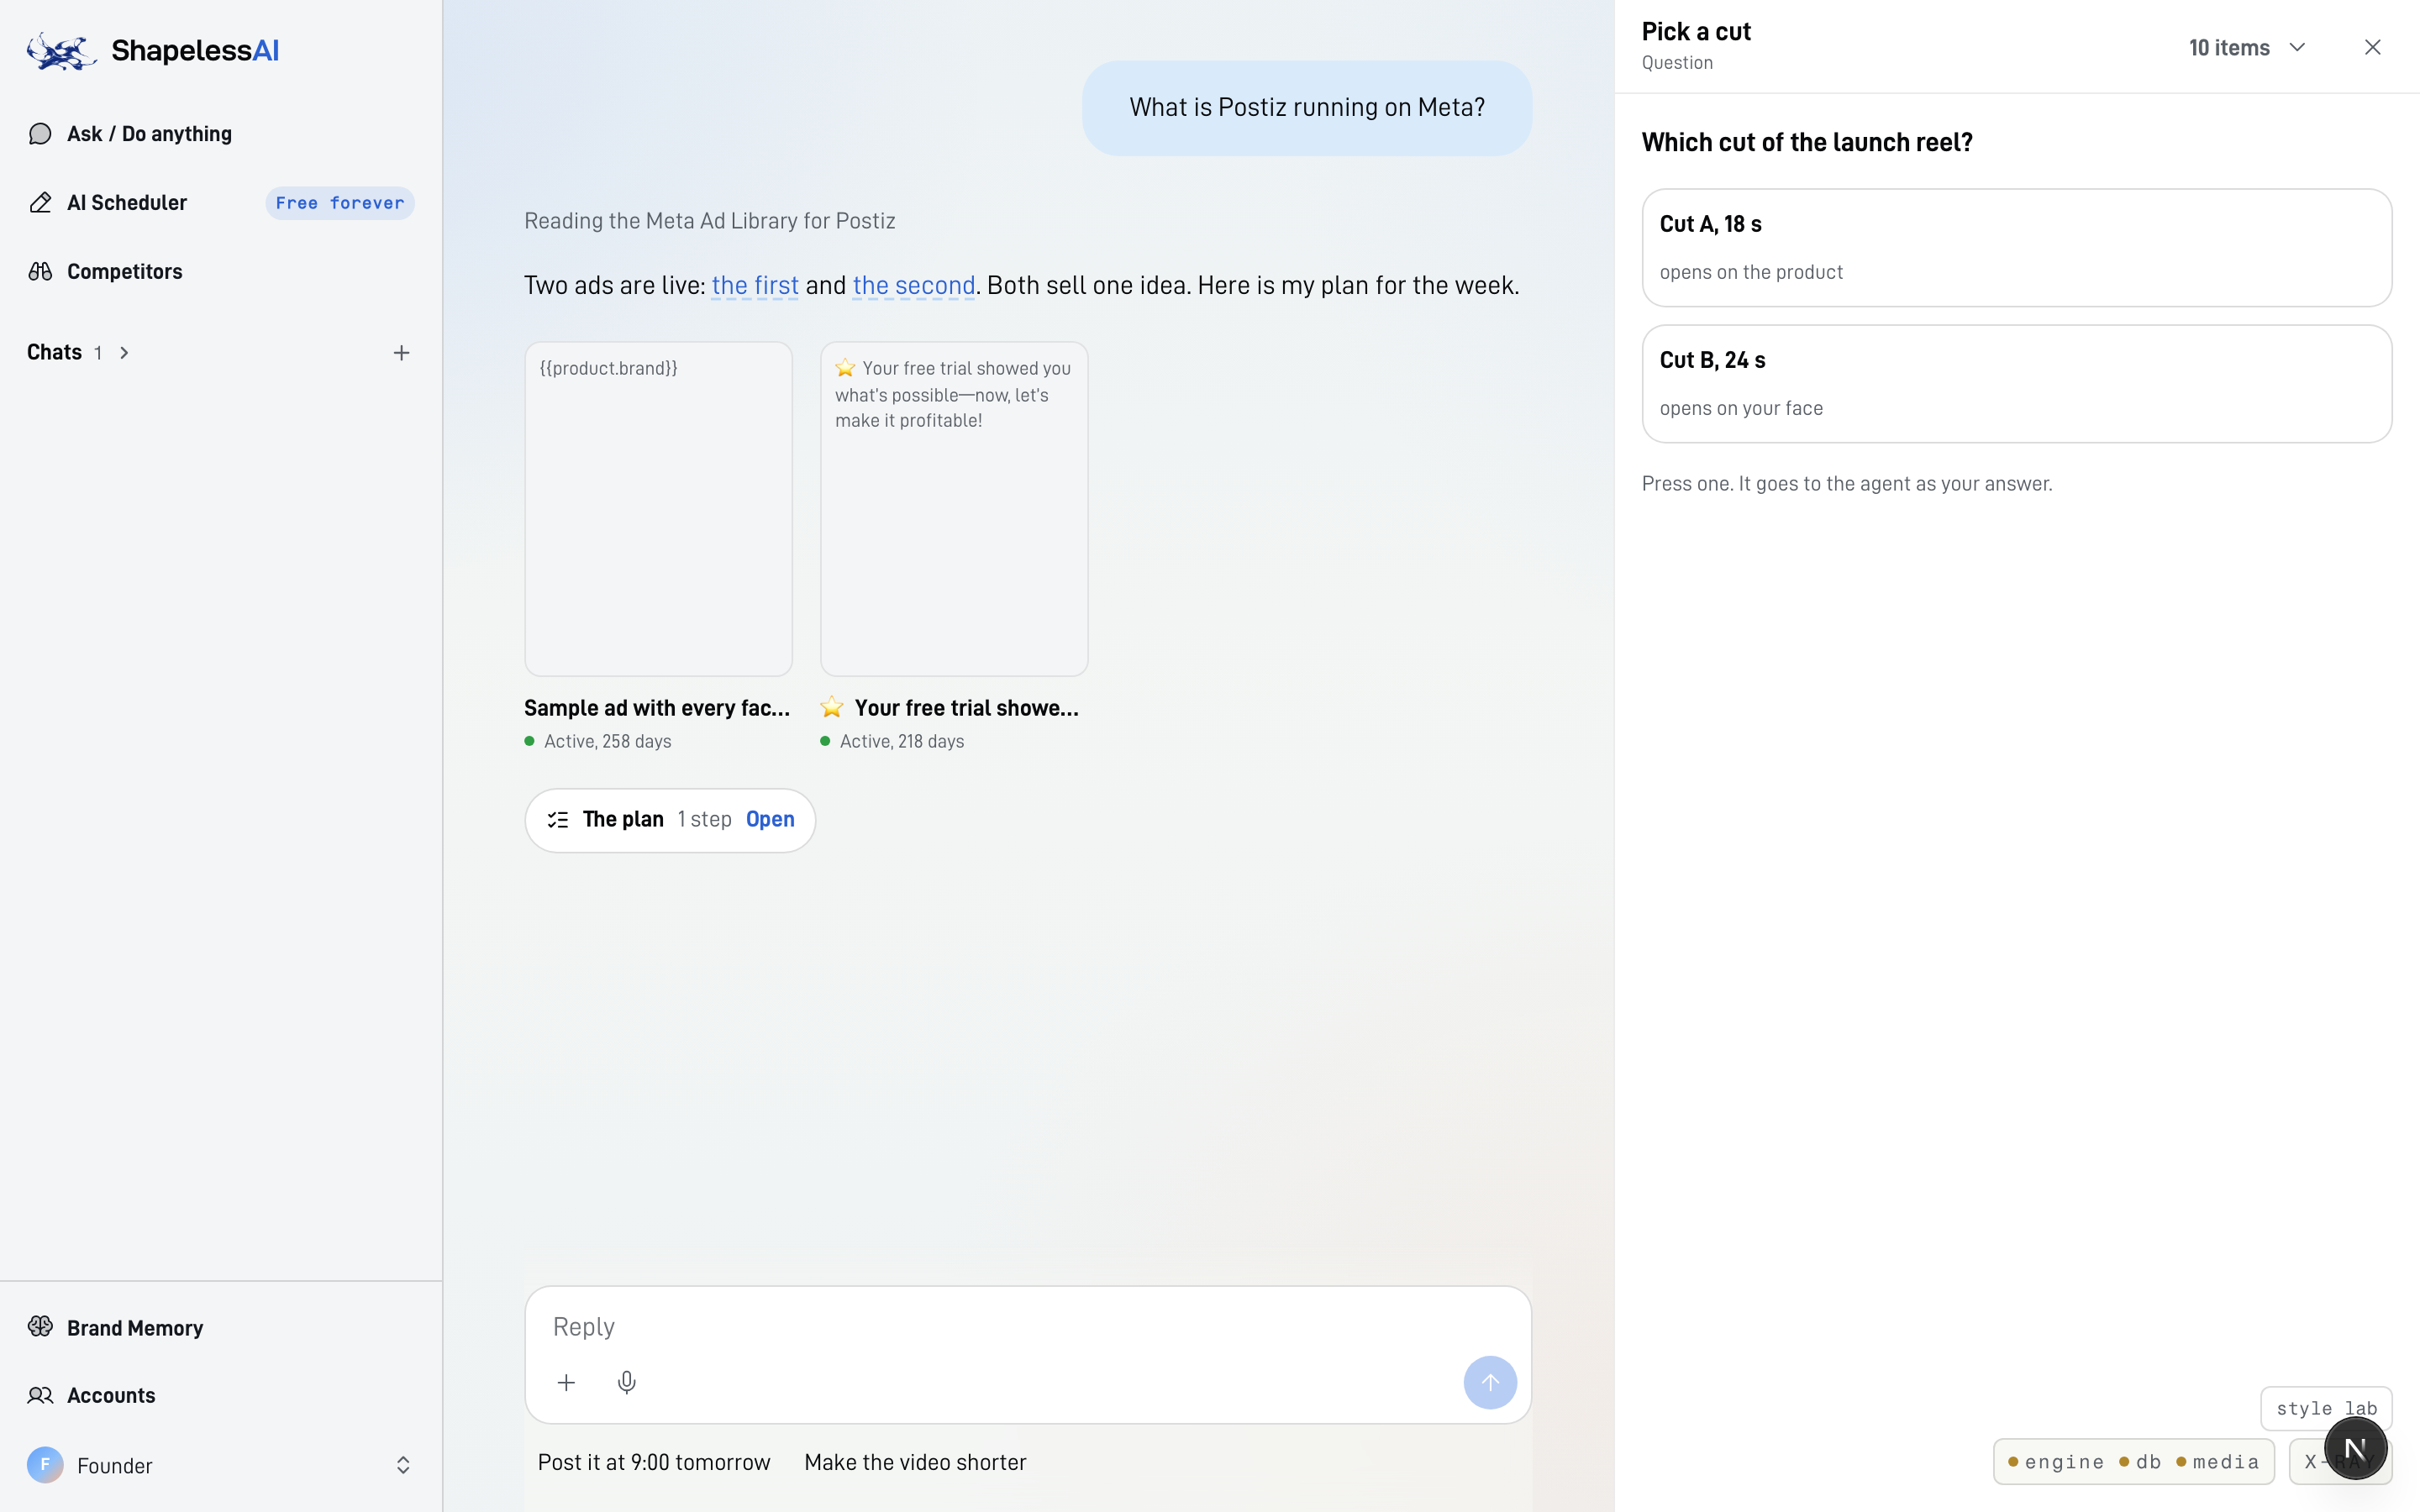 ShapelessAI
Ask / Do anything
AI Scheduler
Free forever
Competitors
Chats 1
Brand Memory
Accounts
F
Founder
What is Postiz running on Meta?
Reading the Meta Ad Library for Postiz
Two ads are live: the first and the second. Both sell one idea. Here is my plan for the week.
{{product.brand}}
⭐ Your free trial showed you
what's possible—now, let's
make it profitable!
Sample ad with every fac...
Active, 258 days
⭐ Your free trial showe...
Active, 218 days
The plan 1 step Open
Reply
Post it at 9:00 tomorrow
Make the video shorter
Pick a cut
Question
10 items
Which cut of the launch reel?
Cut A, 18 s
opens on the product
Cut B, 24 s
opens on your face
Press one. It goes to the agent as your answer.
style lab
engine db media
X-RAY
N